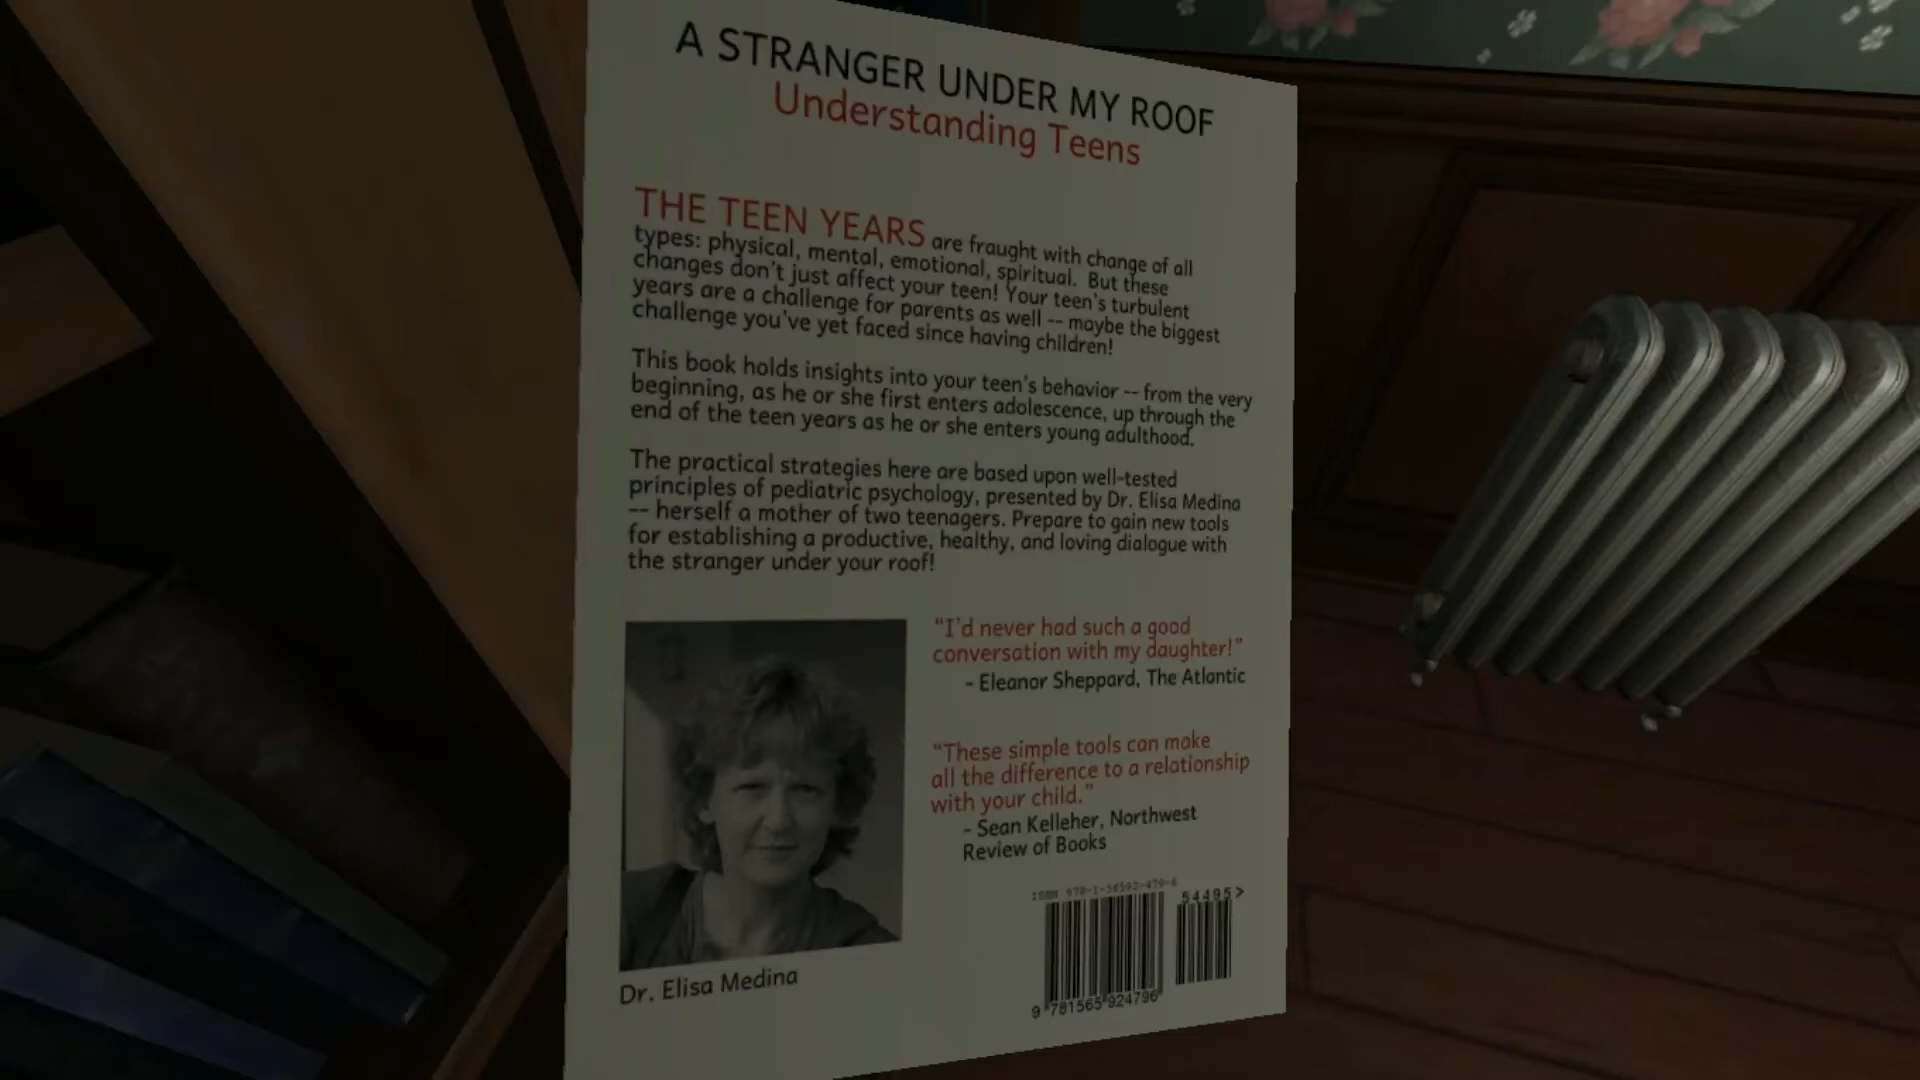 A STRANGER UNDER MY ROOF
Understanding Teens
THE TEEN YEARS are fraught with change of all
types: physical, mental, emotional, spiritual. But these
changes don't just affect your teen! Your teen's turbulent
years are a challenge for parents as well -- maybe the biggest
challenge you've yet faced since having children!
This book holds insights into your teen's behavior -- from the very
beginning, as he or she first enters adolescence, up through the
end of the teen years as he or she enters young adulthood.
The practical strategies here are based upon well-tested
principles of pediatric psychology, presented by Dr. Elisa Medina
-- herself a mother of two teenagers. Prepare to gain new tools
for establishing a productive, healthy, and loving dialogue with
the stranger under your roof!
"I'd never had such a good
conversation with my daughter!"
- Eleanor Sheppard, The Atlantic
"These simple tools can make
all the difference to a relationship
with your child."
- Sean Kelleher, Northwest
Review of Books
Dr. Elisa Medina
ISBN 978-1-56592-479-6
54495>
9 781565 924796